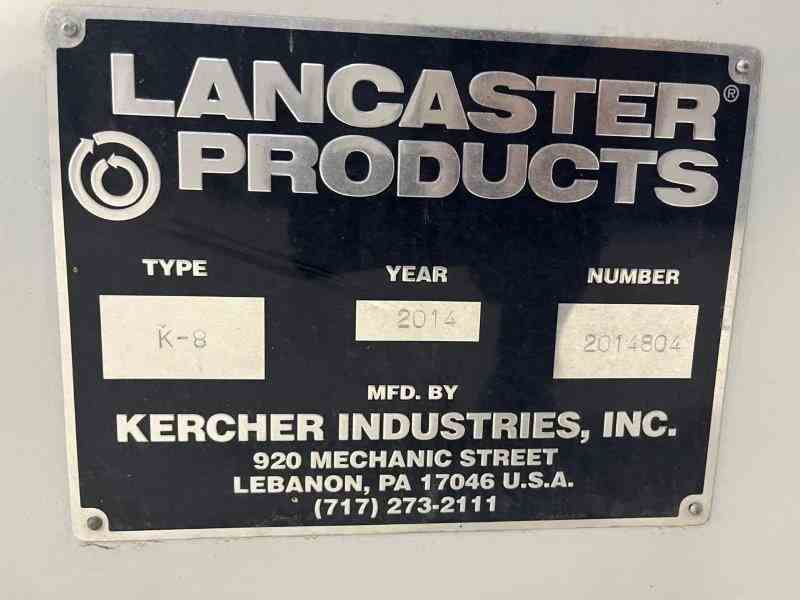 LANCASTER®
PRODUCTS
TYPE YEAR NUMBER
K-8 2014 2014804
MFD. BY
KERCHER INDUSTRIES, INC.
920 MECHANIC STREET
LEBANON, PA 17046 U.S.A.
(717) 273-2111